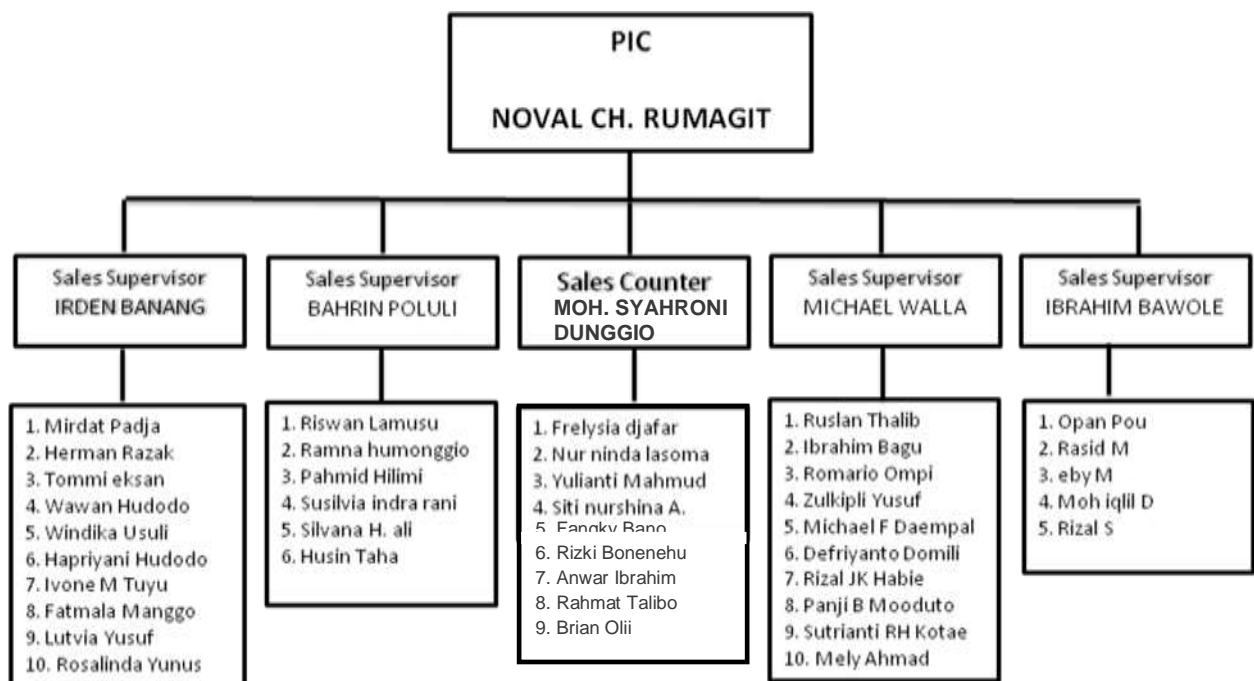 PIC
NOVAL CH. RUMAGIT
Sales Supervisor
IRDEN BANANG
Sales Supervisor
BAHRIN POLULI
Sales Counter
MOH. SYAHRONI
DUNGGIO
Sales Supervisor
MICHAEL WALLA
Sales Supervisor
IBRAHIM BAWOLE
1. Mirdat Padja
2. Herman Razak
3. Tommi eksan
4. Wawan Hudodo
5. Windika Usuli
6. Hapriyani Hudodo
7. Ivone M Tuyu
8. Fatmala Manggo
9. Lutvia Yusuf
10. Rosalinda Yunus
1. Riswan Lamusu
2. Ramna humonggio
3. Pahmid Hilimi
4. Susilvia indra rani
5. Silvana H. ali
6. Husin Taha
1. Frelysia djafar
2. Nur ninda lasoma
3. Yulianti Mahmud
4. Siti nurshina A.
5. Fangky Bano
6. Rizki Bonenehu
7. Anwar Ibrahim
8. Rahmat Talibo
9. Brian Olii
1. Ruslan Thalib
2. Ibrahim Bagu
3. Romario Ompi
4. Zulkipli Yusuf
5. Michael F Daempal
6. Defriyanto Domili
7. Rizal JK Habie
8. Panji B Mooduto
9. Sutrianti RH Kotae
10. Mely Ahmad
1. Opan Pou
2. Rasid M
3. eby M
4. Moh iqlil D
5. Rizal S